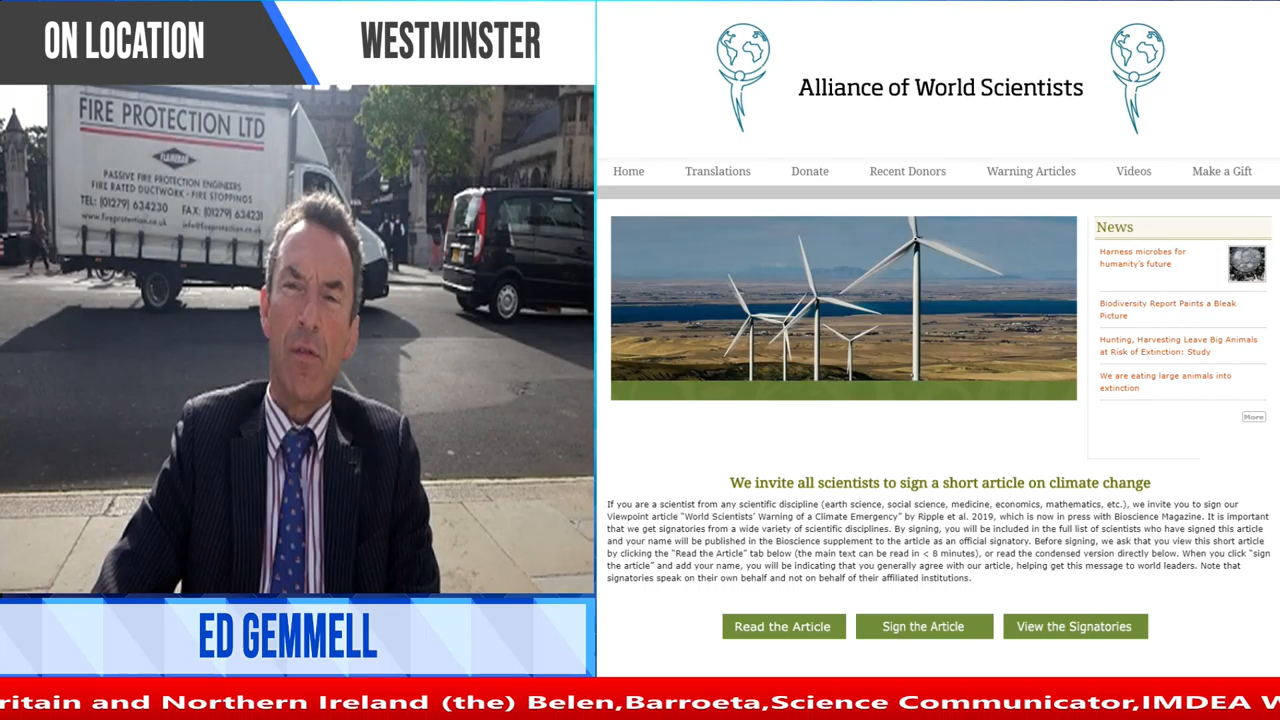 ON LOCATION
WESTMINSTER
FIRE PROTECTION LTD
FLAMEBAR
PASSIVE FIRE PROTECTION ENGINEERS
FIRE RATED DUCTWORK - FIRE STOPPINGS
TEL: (01279) 634230 FAX: (01279) 634231
www.fireprotection.co.uk info@fireprotection.co.uk
ED GEMMELL
Alliance of World Scientists
Home Translations Donate Recent Donors Warning Articles Videos Make a Gift
News
Harness microbes for
humanity's future
Biodiversity Report Paints a Bleak
Picture
Hunting, Harvesting Leave Big Animals
at Risk of Extinction: Study
We are eating large animals into
extinction
More
We invite all scientists to sign a short article on climate change
If you are a scientist from any scientific discipline (earth science, social science, medicine, economics, mathematics, etc.), we invite you to sign our
Viewpoint article "World Scientists' Warning of a Climate Emergency" by Ripple et al. 2019, which is now in press with Bioscience Magazine. It is important
that we get signatories from a wide variety of scientific disciplines. By signing, you will be included in the full list of scientists who have signed this article
and your name will be published in the Bioscience supplement to the article as an official signatory. Before signing, we ask that you view this short article
by clicking the "Read the Article" tab below (the main text can be read in < 8 minutes), or read the condensed version directly below. When you click "sign
the article" and add your name, you will be indicating that you generally agree with our article, helping get this message to world leaders. Note that
signatories speak on their own behalf and not on behalf of their affiliated institutions.
Read the Article Sign the Article View the Signatories
ritain and Northern Ireland (the) Belen,Barroeta,Science Communicator,IMDEA W